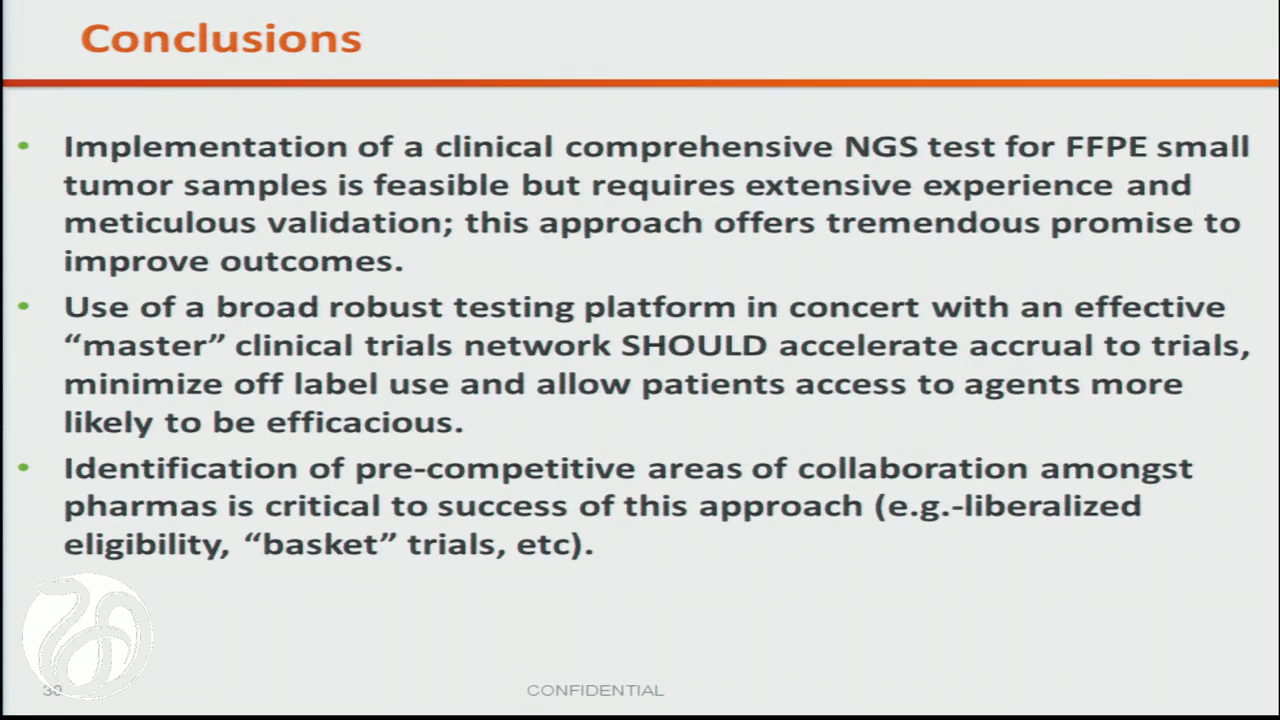 Conclusions
• Implementation of a clinical comprehensive NGS test for FFPE small
tumor samples is feasible but requires extensive experience and
meticulous validation; this approach offers tremendous promise to
improve outcomes.
• Use of a broad robust testing platform in concert with an effective
“master” clinical trials network SHOULD accelerate accrual to trials,
minimize off label use and allow patients access to agents more
likely to be efficacious.
• Identification of pre-competitive areas of collaboration amongst
pharmas is critical to success of this approach (e.g.-liberalized
eligibility, “basket” trials, etc).
CONFIDENTIAL